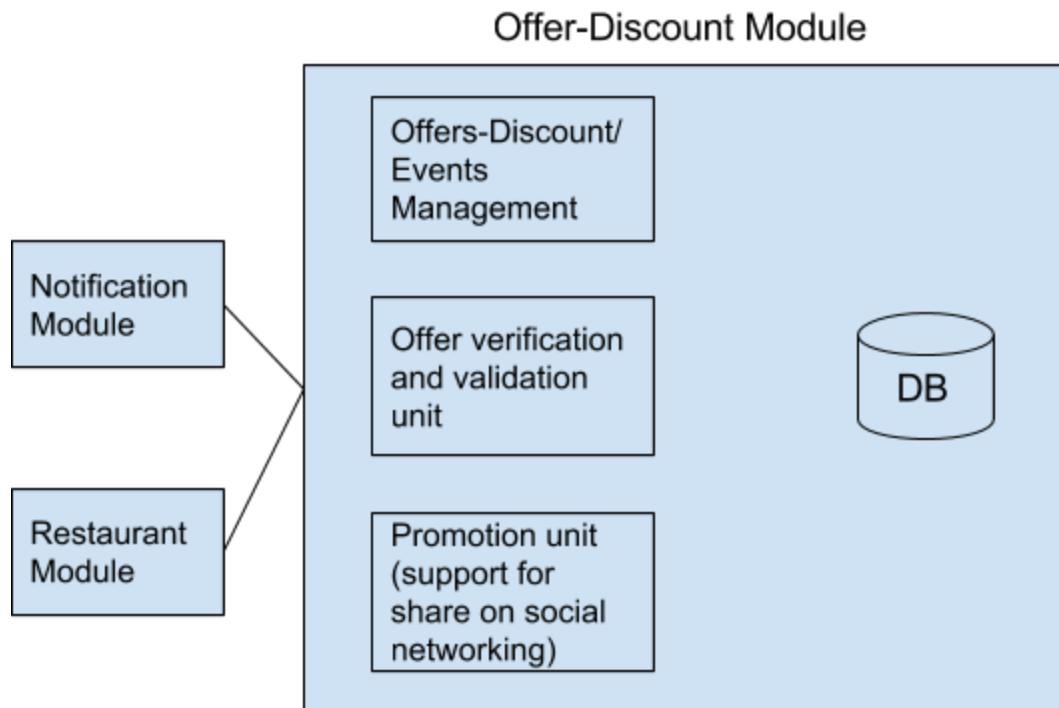 Offer-Discount Module
Offers-Discount/
Events
Management
Notification
Module
Offer verification
and validation
unit
DB
Restaurant
Module
Promotion unit
(support for
share on social
networking)